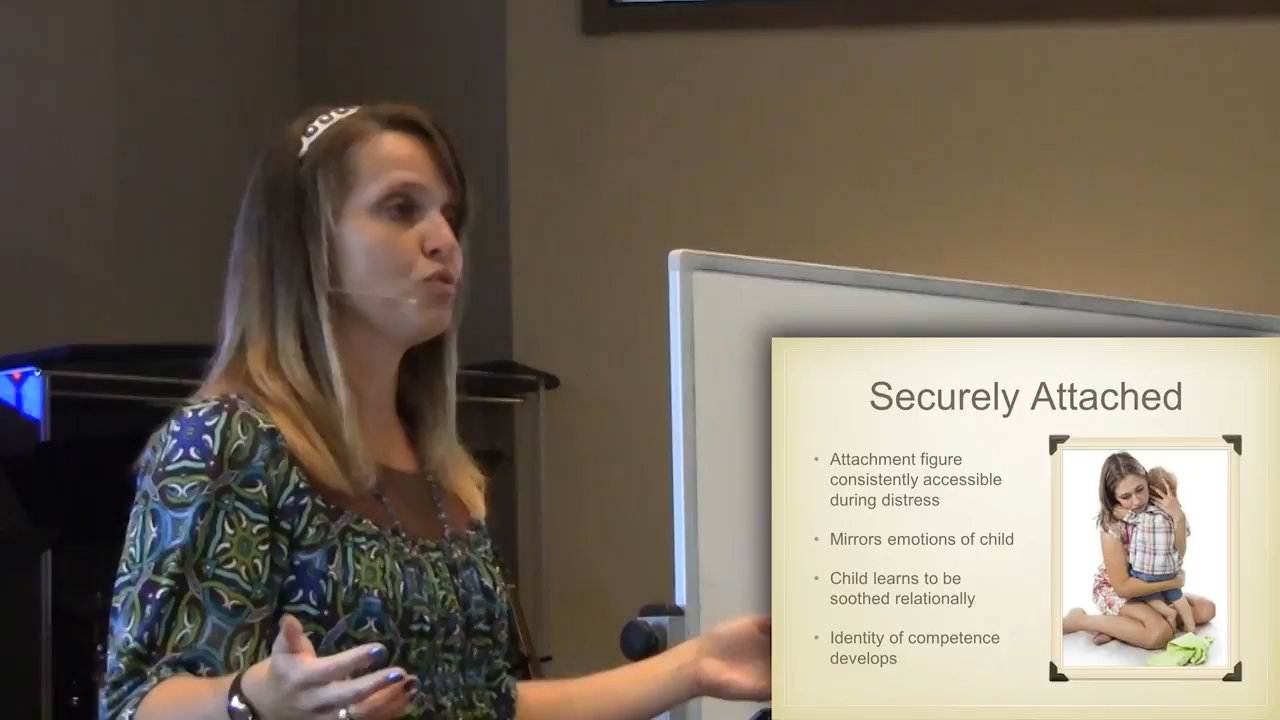 Securely Attached
• Attachment figure
consistently accessible
during distress
• Mirrors emotions of child
• Child learns to be
soothed relationally
• Identity of competence
develops